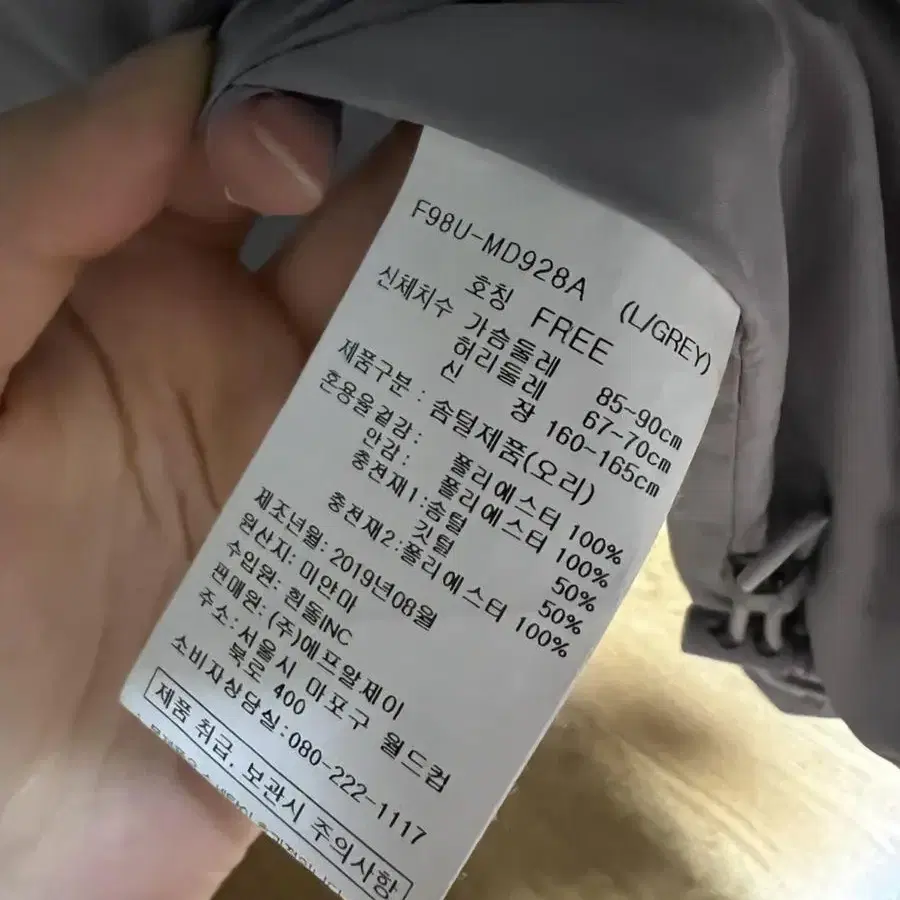 F98U-MD928A (L/GREY)
호칭 FREE
신체치수 가슴둘레 85-90cm
허리둘레 67-70cm
신 장 160-165cm
제품구분 : 솜털제품(오리)
혼용율겉감: 폴리에스터 100%
안감: 폴리에스터 100%
충전재1:솜털 50%
깃털 50%
충전재2:폴리에스터 100%
제조년월:2019년08월
원산지:미얀마
수입원:흰돌INC
판매원:(주)에프알제이
주소:서울시 마포구 월드컵
북로 400
소비자상담실:080-222-1117
제품 취급, 보관시 주의사항